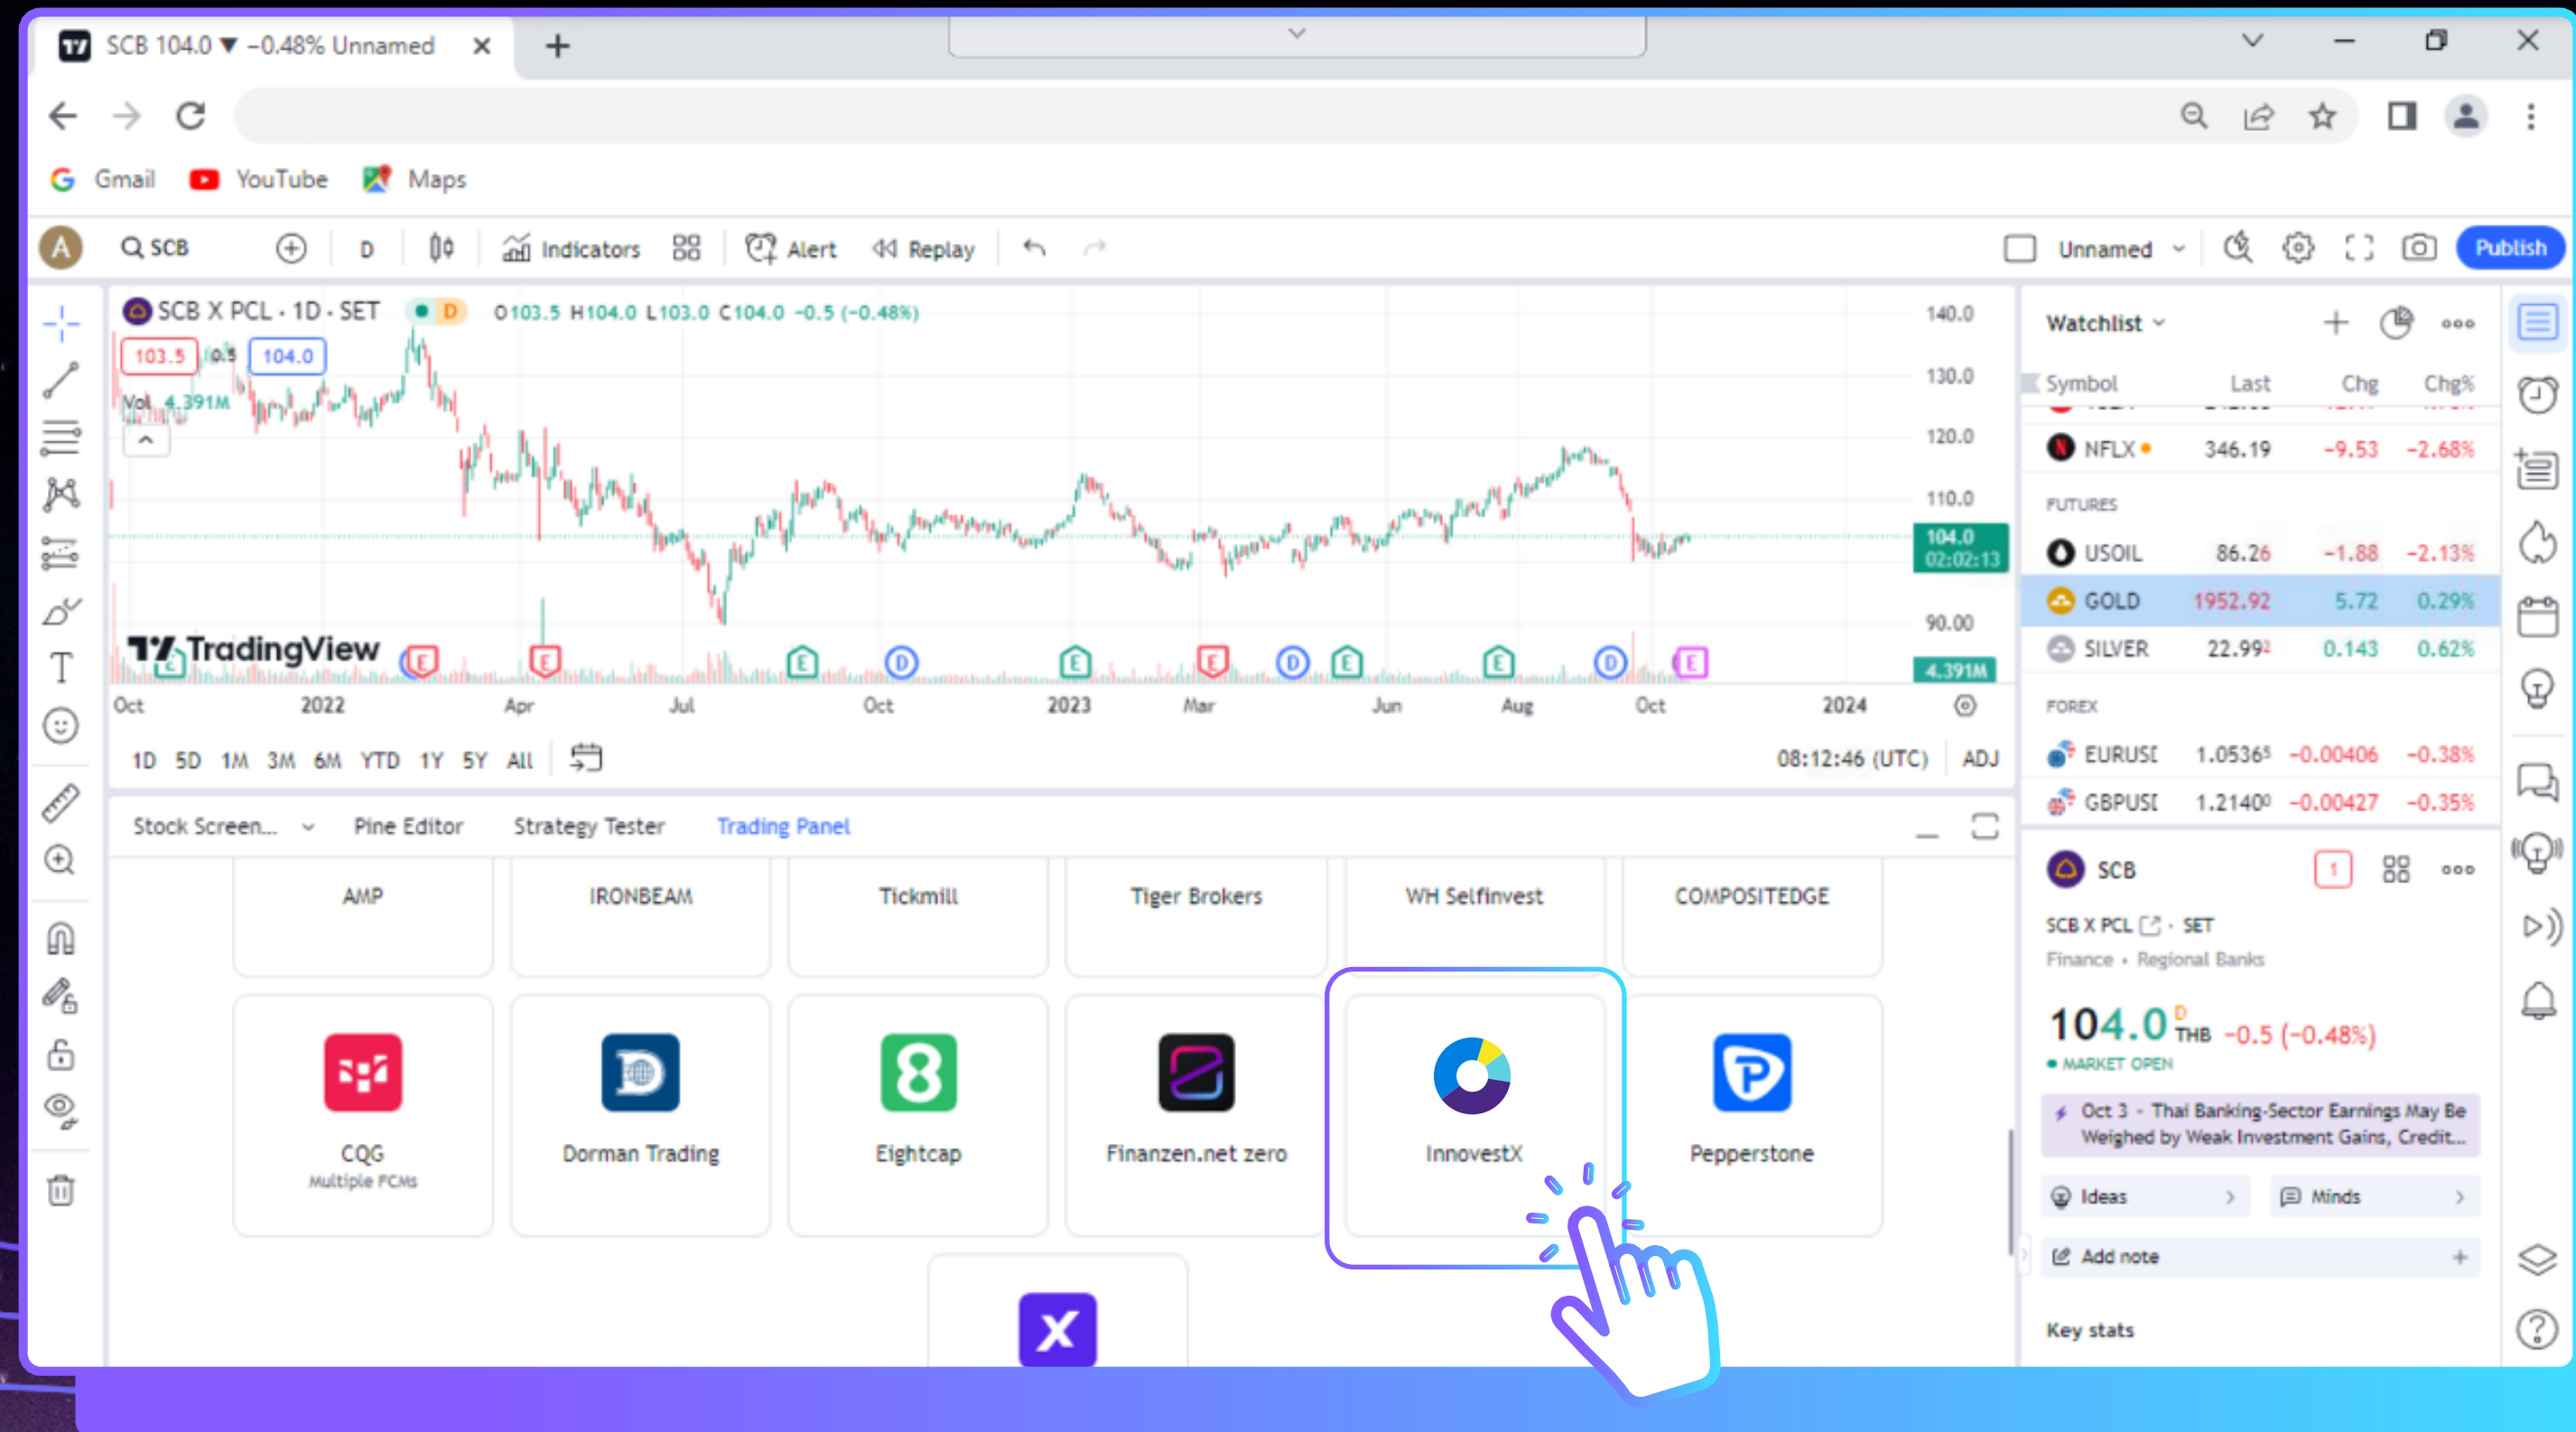 SCB 104.0 ▼ −0.48% Unnamed
Gmail YouTube Maps
A SCB D Indicators Alert Replay Unnamed Publish
SCB X PCL · 1D · SET D O103.5 H104.0 L103.0 C104.0 −0.5 (−0.48%)
103.5 0.5 104.0
Vol 4.391M
140.0
130.0
120.0
110.0
104.0
02:02:13
90.00
4.391M
TradingView
E E E E D E E D E E D E
Oct 2022 Apr Jul Oct 2023 Mar Jun Aug Oct 2024
1D 5D 1M 3M 6M YTD 1Y 5Y All 08:12:46 (UTC) ADJ
Stock Screen... Pine Editor Strategy Tester Trading Panel
AMP IRONBEAM Tickmill Tiger Brokers WH Selfinvest COMPOSITEDGE
CQG Dorman Trading Eightcap Finanzen.net zero InnovestX Pepperstone
Multiple FCMs
Watchlist
Symbol Last Chg Chg%
NFLX 346.19 −9.53 −2.68%
FUTURES
USOIL 86.26 −1.88 −2.13%
GOLD 1952.92 5.72 0.29%
SILVER 22.992 0.143 0.62%
FOREX
EURUSD 1.05365 −0.00406 −0.38%
GBPUSD 1.21400 −0.00427 −0.35%
SCB 1
SCB X PCL · SET
Finance • Regional Banks
104.0 D THB −0.5 (−0.48%)
MARKET OPEN
Oct 3 - Thai Banking-Sector Earnings May Be
Weighed by Weak Investment Gains, Credit...
Ideas Minds
Add note
Key stats